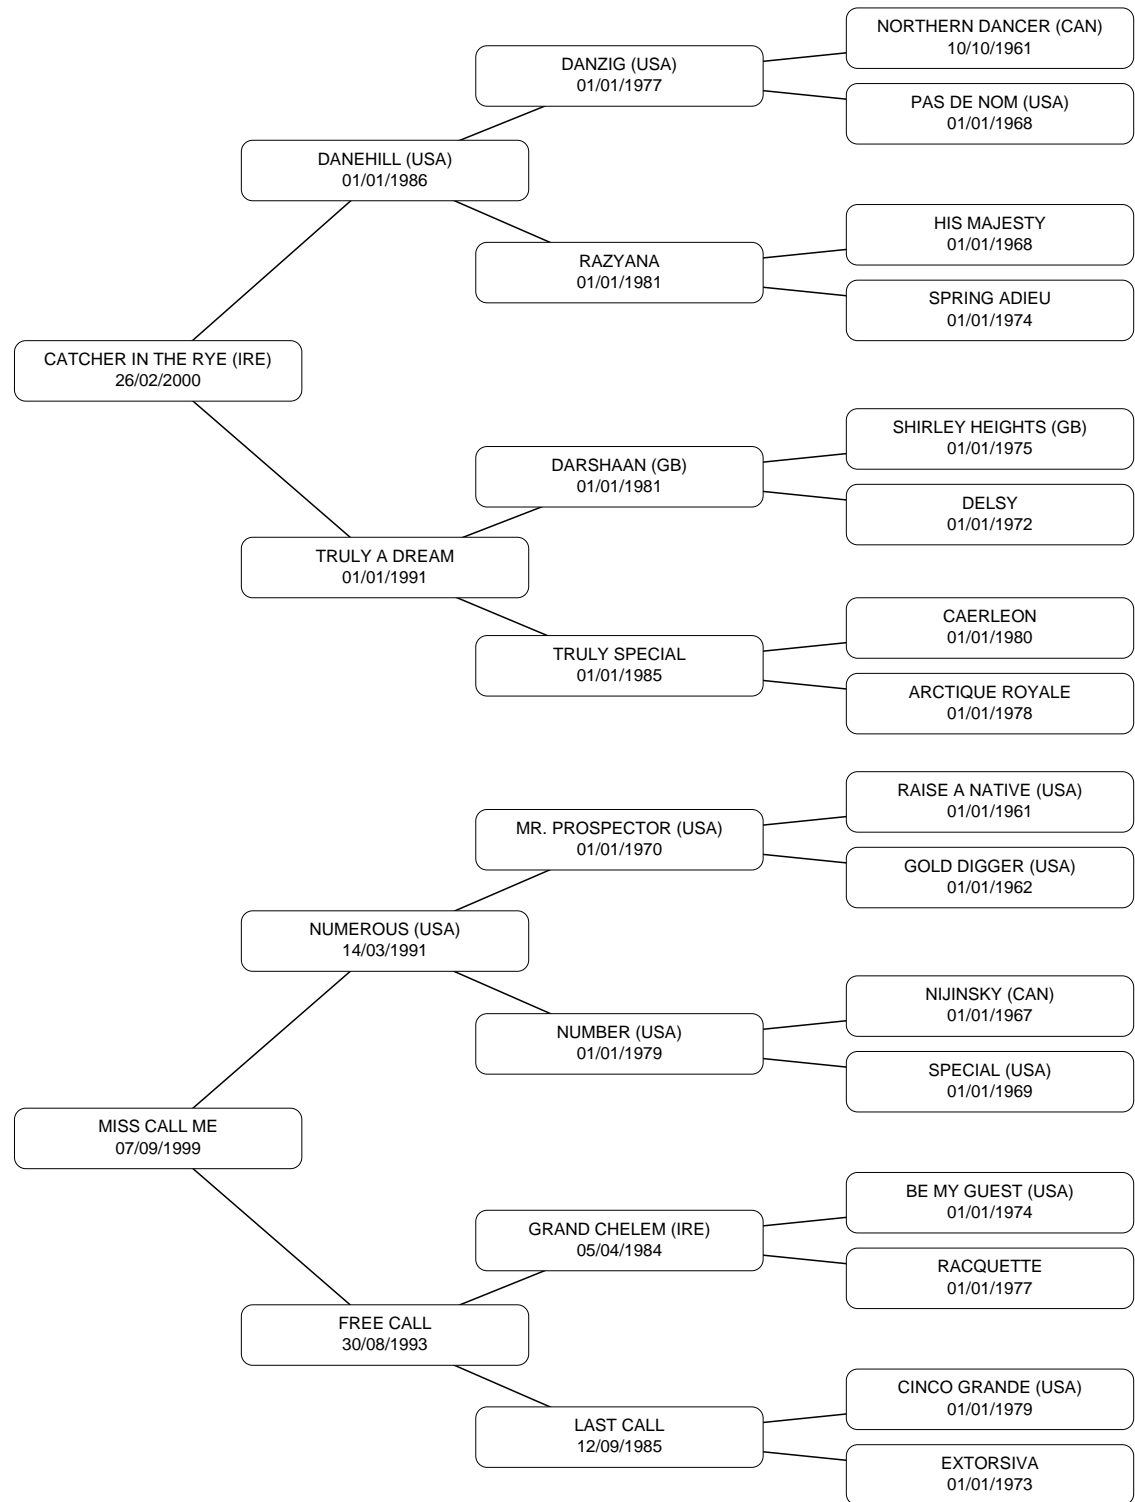 NORTHERN DANCER (CAN)
10/10/1961
DANZIG (USA)
01/01/1977
PAS DE NOM (USA)
01/01/1968
DANEHILL (USA)
01/01/1986
HIS MAJESTY
01/01/1968
RAZYANA
01/01/1981
SPRING ADIEU
01/01/1974
CATCHER IN THE RYE (IRE)
26/02/2000
SHIRLEY HEIGHTS (GB)
01/01/1975
DARSHAAN (GB)
01/01/1981
DELSY
01/01/1972
TRULY A DREAM
01/01/1991
CAERLEON
01/01/1980
TRULY SPECIAL
01/01/1985
ARCTIQUE ROYALE
01/01/1978
RAISE A NATIVE (USA)
01/01/1961
MR. PROSPECTOR (USA)
01/01/1970
GOLD DIGGER (USA)
01/01/1962
NUMEROUS (USA)
14/03/1991
NIJINSKY (CAN)
01/01/1967
NUMBER (USA)
01/01/1979
SPECIAL (USA)
01/01/1969
MISS CALL ME
07/09/1999
BE MY GUEST (USA)
01/01/1974
GRAND CHELEM (IRE)
05/04/1984
RACQUETTE
01/01/1977
FREE CALL
30/08/1993
CINCO GRANDE (USA)
01/01/1979
LAST CALL
12/09/1985
EXTORSIVA
01/01/1973